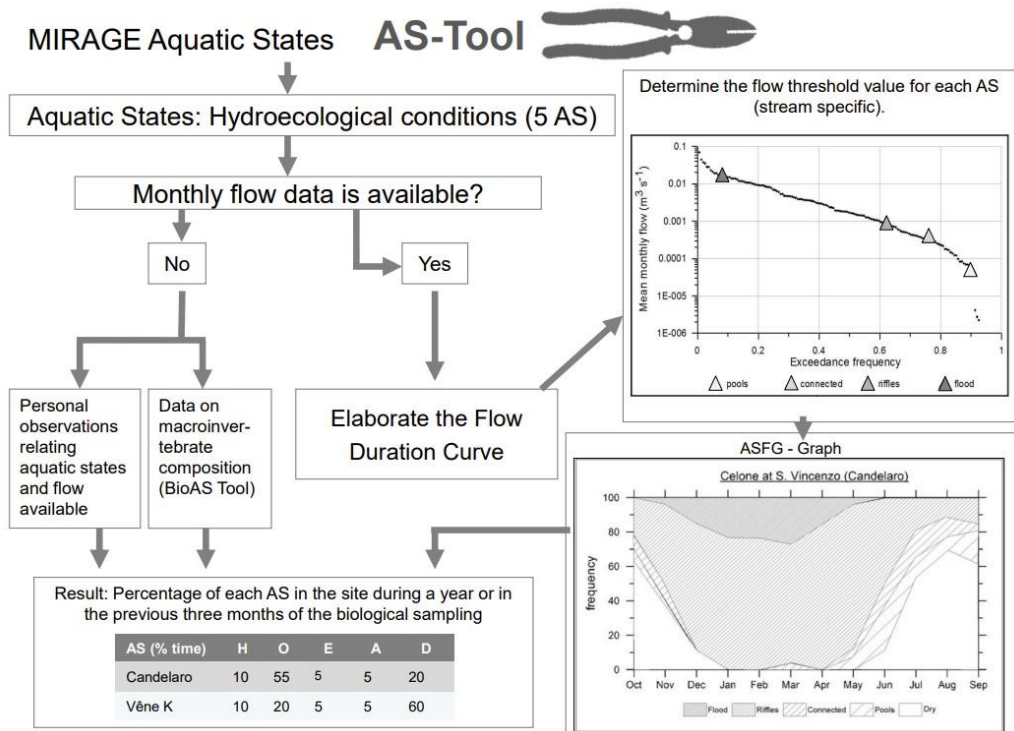 MIRAGE Aquatic States
AS-Tool
Aquatic States: Hydroecological conditions (5 AS)
Monthly flow data is available?
No
Yes
Personal
observations
relating
aquatic states
and flow
available
Data on
macroinver-
tebrate
composition
(BioAS Tool)
Elaborate the Flow
Duration Curve
Determine the flow threshold value for each AS
(stream specific).
Mean monthly flow (m³ s⁻¹)
0.1
0.01
0.001
0.0001
1E-005
1E-006
0 0.2 0.4 0.6 0.8 1
Exceedance frequency
pools connected riffles flood
ASFG - Graph
Celone at S. Vincenzo (Candelaro)
frequency
100
80
60
40
20
0
Oct Nov Dec Jan Feb Mar Apr May Jun Jul Aug Sep
Flood Riffles Connected Pools Dry
Result: Percentage of each AS in the site during a year or in
the previous three months of the biological sampling
AS (% time) H O E A D
Candelaro 10 55 5 5 20
Vêne K 10 20 5 5 60